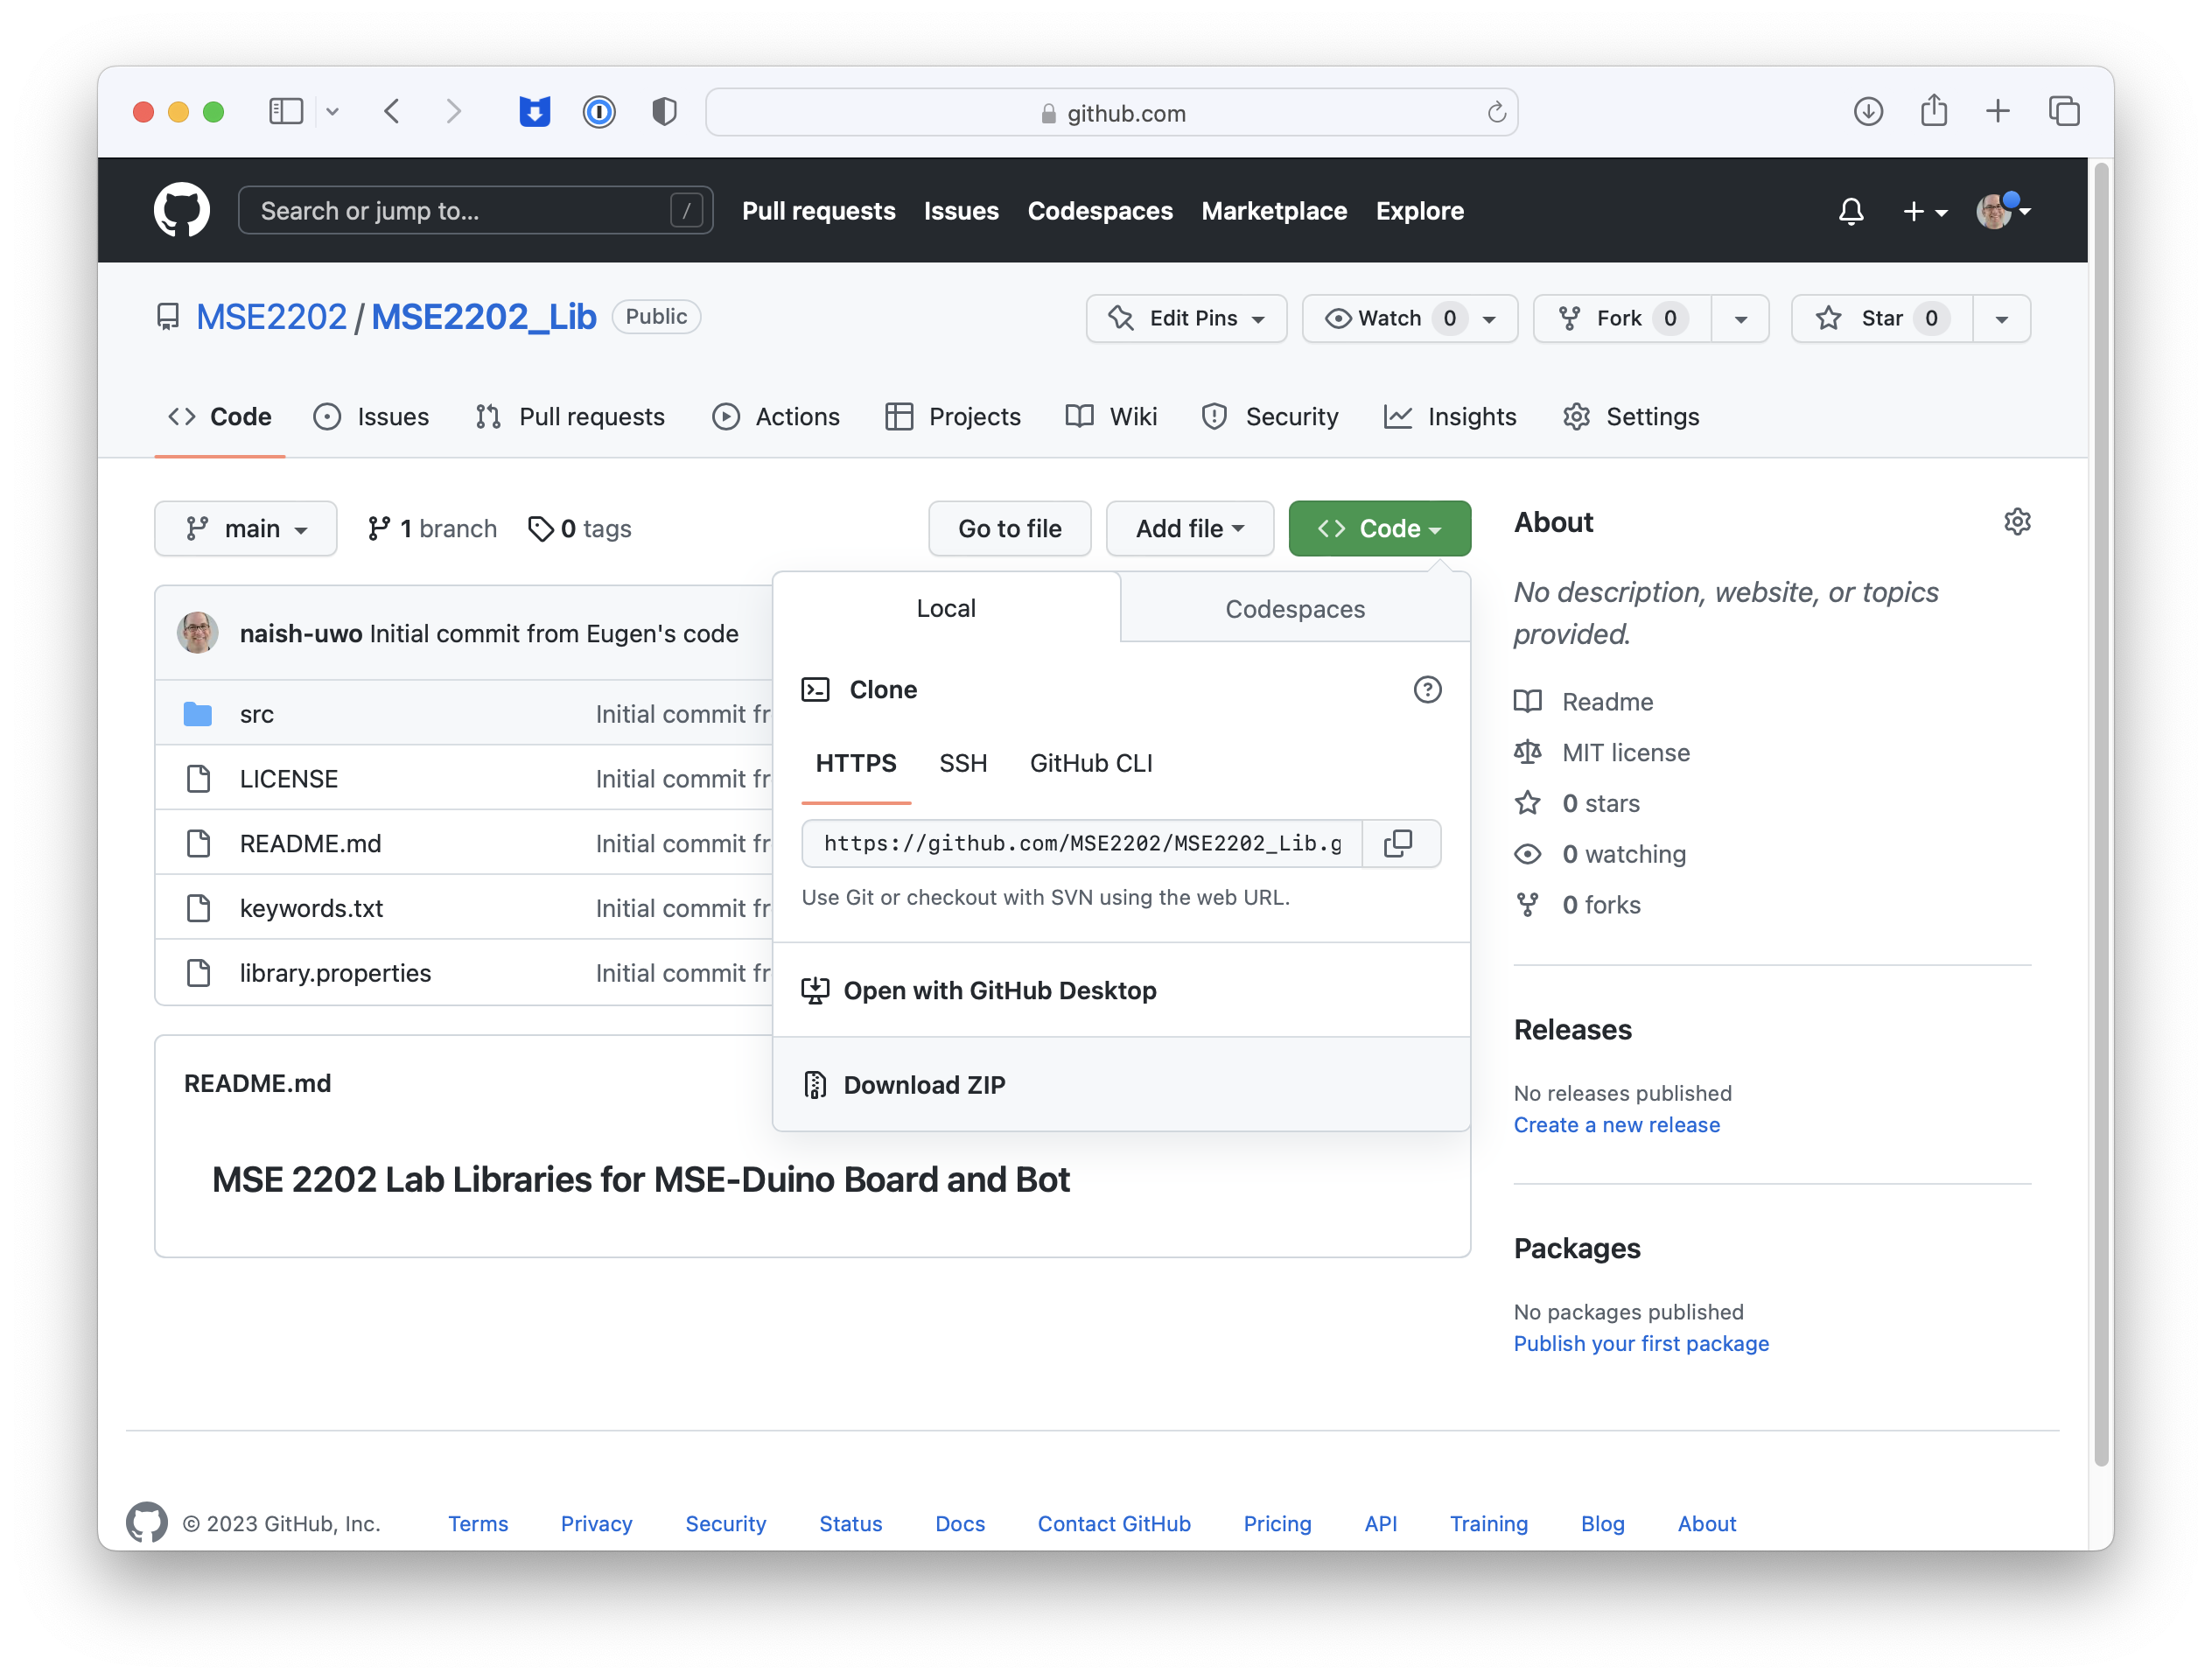 github.com
Search or jump to... /
Pull requests Issues Codespaces Marketplace Explore
MSE2202 / MSE2202_Lib Public
Edit Pins Watch 0 Fork 0 Star 0
Code Issues Pull requests Actions Projects Wiki Security Insights Settings
main 1 branch 0 tags
Go to file Add file Code
naish-uwo Initial commit from Eugen's code
src Initial commit fr
LICENSE Initial commit fr
README.md Initial commit fr
keywords.txt Initial commit fr
library.properties Initial commit fr
Local Codespaces
Clone
HTTPS SSH GitHub CLI
https://github.com/MSE2202/MSE2202_Lib.g
Use Git or checkout with SVN using the web URL.
Open with GitHub Desktop
Download ZIP
README.md
MSE 2202 Lab Libraries for MSE-Duino Board and Bot
About
No description, website, or topics
provided.
Readme
MIT license
0 stars
0 watching
0 forks
Releases
No releases published
Create a new release
Packages
No packages published
Publish your first package
© 2023 GitHub, Inc. Terms Privacy Security Status Docs Contact GitHub Pricing API Training Blog About